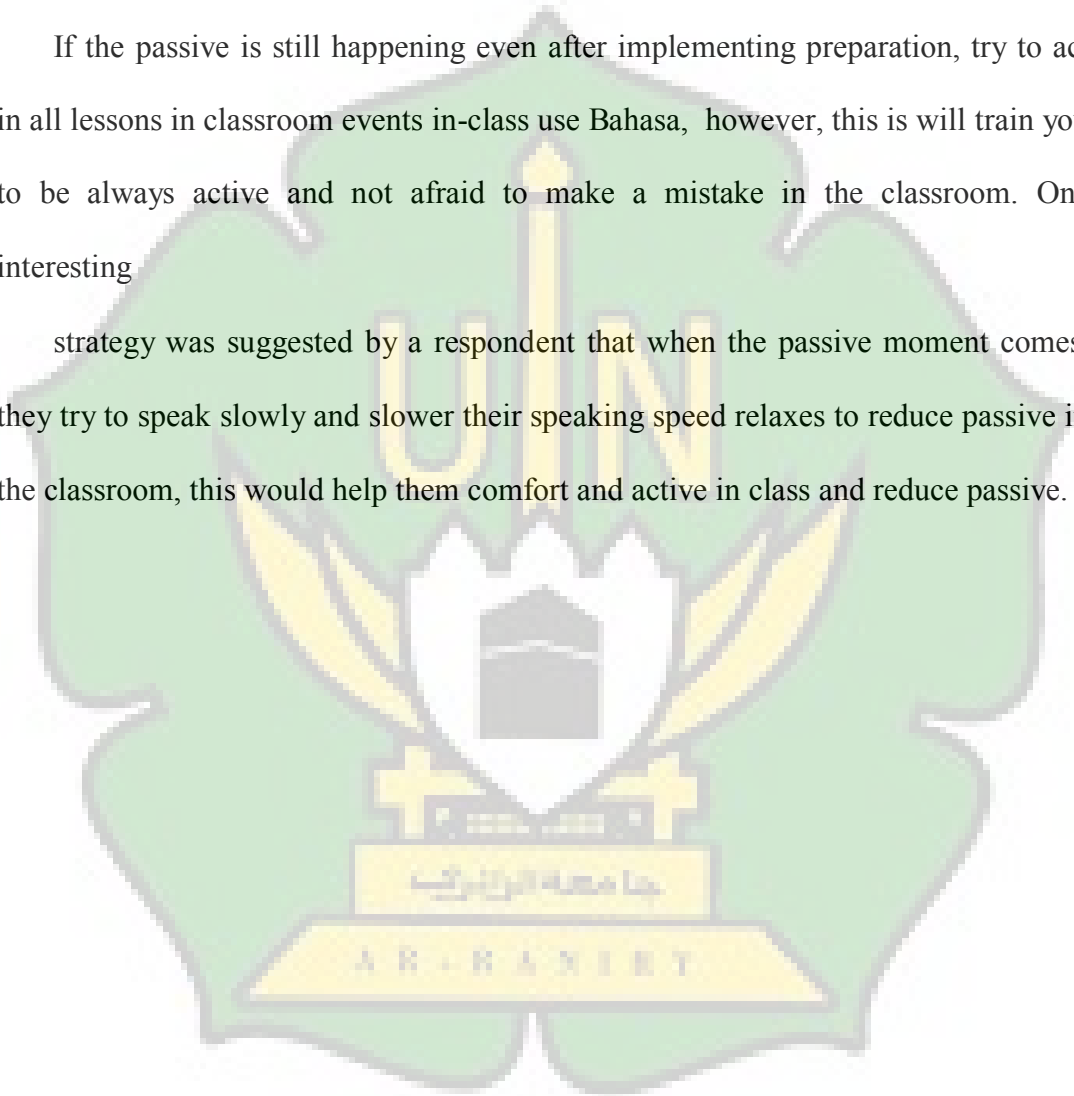 If the passive is still happening even after implementing preparation, try to ac
in all lessons in classroom events in-class use Bahasa, however, this is will train yo
to be always active and not afraid to make a mistake in the classroom. On
interesting
strategy was suggested by a respondent that when the passive moment comes
they try to speak slowly and slower their speaking speed relaxes to reduce passive i
the classroom, this would help them comfort and active in class and reduce passive.
UIN
جامعة الرانيري
AR-RANIRY